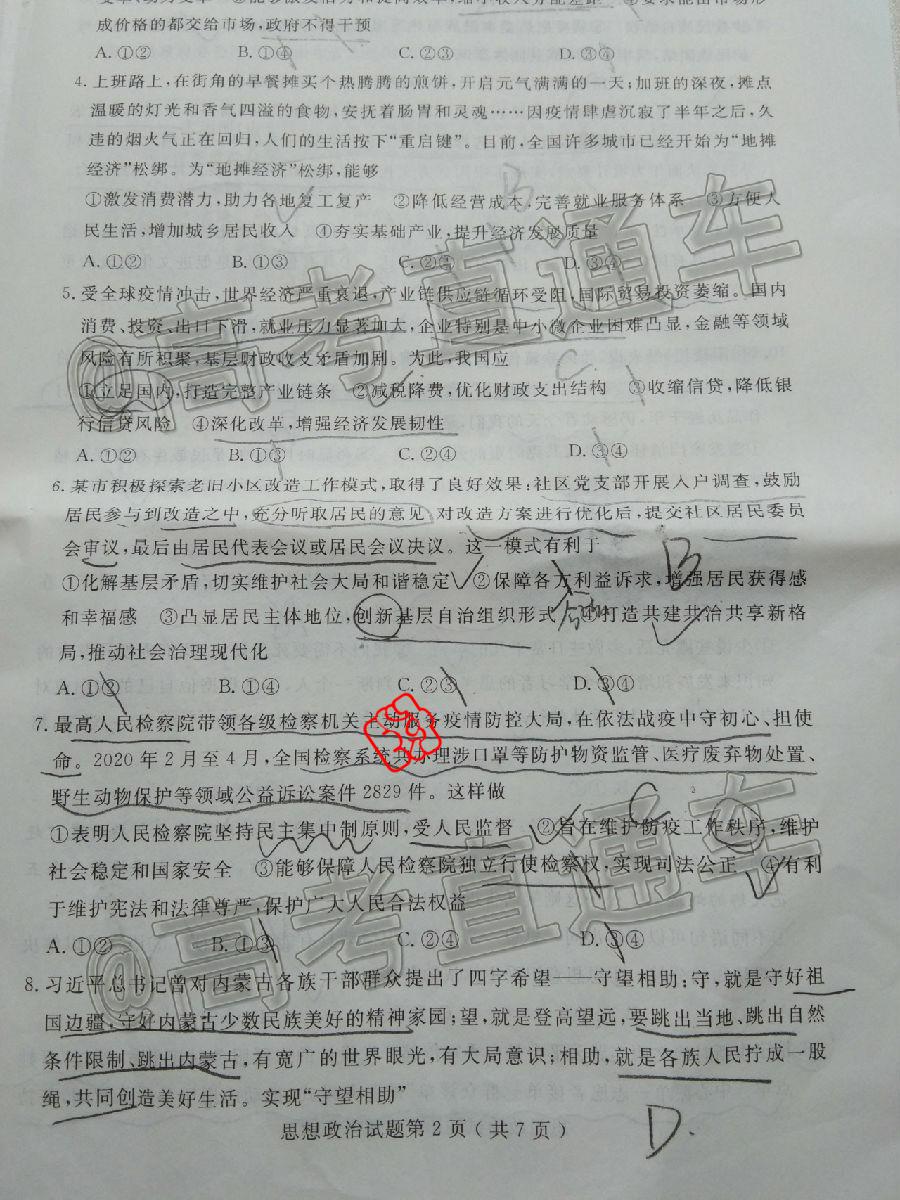 成价格的都交给市场,政府不得干预
A.①②　B.①④　C.②③　D.③⑤
4.上班路上,在街角的早餐摊买个热腾腾的煎饼,开启元气满满的一天;加班的深夜,摊点
温暖的灯光和香气四溢的食物,安抚着肠胃和灵魂……因疫情肆虐沉寂了半年之后,久
违的烟火气正在回归,人们的生活按下“重启键”。目前,全国许多城市已经开始为“地摊
经济”松绑。为“地摊经济”松绑,能够
①激发消费潜力,助力各地复工复产　②降低经营成本,完善就业服务体系　③方便人
民生活,增加城乡居民收入　④夯实基础产业,提升经济发展质量
B
A.①②　B.①③　C.②④　D.③④
5.受全球疫情冲击,世界经济严重衰退,产业链供应链循环受阻,国际贸易投资萎缩。国内
消费、投资、出口下滑,就业压力显著加大,企业特别是中小微企业困难凸显,金融等领域
风险有所积聚,基层财政收支矛盾加剧。为此,我国应
①立足国内,打造完整产业链条　②减税降费,优化财政支出结构　③收缩信贷,降低银
行信贷风险　④深化改革,增强经济发展韧性
C
A.①②　B.①③　C.②④　D.③④
6.某市积极探索老旧小区改造工作模式,取得了良好效果:社区党支部开展入户调查,鼓励
居民参与到改造之中,充分听取居民的意见,对改造方案进行优化后,提交社区居民委员
会审议,最后由居民代表会议或居民会议决议。这一模式有利于
B
①化解基层矛盾,切实维护社会大局和谐稳定　②保障各方利益诉求,增强居民获得感
和幸福感　③凸显居民主体地位,创新基层自治组织形式　④打造共建共治共享新格
局,推动社会治理现代化
A.①②　B.①④　C.②③　D.③④
7.最高人民检察院带领各级检察机关主动服务疫情防控大局,在依法战疫中守初心、担使
命。2020年2月至4月,全国检察系统共办理涉口罩等防护物资监管、医疗废弃物处置、
野生动物保护等领域公益诉讼案件2829件。这样做
C
①表明人民检察院坚持民主集中制原则,受人民监督　②旨在维护防疫工作秩序,维护
社会稳定和国家安全　③能够保障人民检察院独立行使检察权,实现司法公正　④有利
于维护宪法和法律尊严,保护广大人民合法权益
A.①②　B.①③　C.②④　D.③④
8.习近平总书记曾对内蒙古各族干部群众提出了四字希望——守望相助:守,就是守好祖
国边疆,守好内蒙古少数民族美好的精神家园;望,就是登高望远,要跳出当地、跳出自然
条件限制、跳出内蒙古,有宽广的世界眼光,有大局意识;相助,就是各族人民拧成一股
绳,共同创造美好生活。实现“守望相助”
D.
思想政治试题第2页(共7页)
@高考直通车
@高考直通车